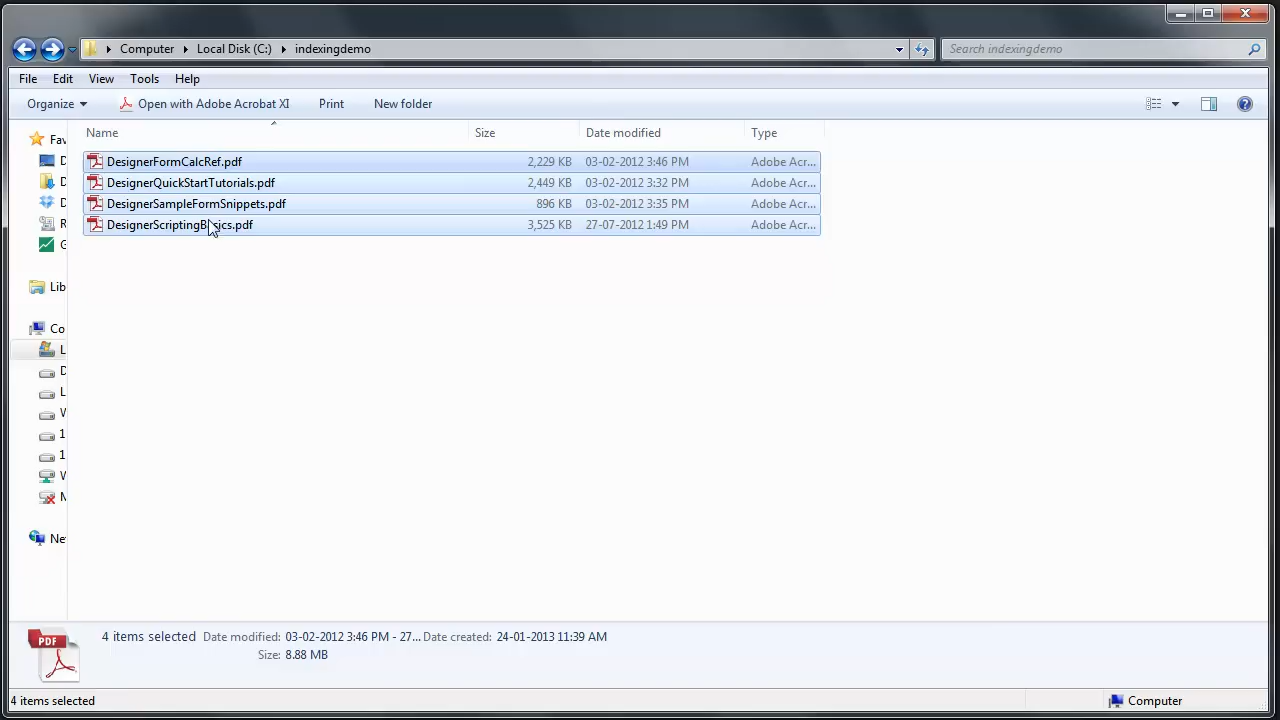 Computer Local Disk (C:) indexingdemo Search indexingdemo
File Edit View Tools Help
Organize Open with Adobe Acrobat XI Print New folder
Name Size Date modified Type
DesignerFormCalcRef.pdf 2,229 KB 03-02-2012 3:46 PM Adobe Acr...
DesignerQuickStartTutorials.pdf 2,449 KB 03-02-2012 3:32 PM Adobe Acr...
DesignerSampleFormSnippets.pdf 896 KB 03-02-2012 3:35 PM Adobe Acr...
DesignerScriptingBasics.pdf 3,525 KB 27-07-2012 1:49 PM Adobe Acr...
Fav
D
D
D
R
G
Lib
Co
L
D
L
W
1
1
W
M
Ne
PDF
4 items selected Date modified: 03-02-2012 3:46 PM - 27... Date created: 24-01-2013 11:39 AM
Size: 8.88 MB
4 items selected Computer